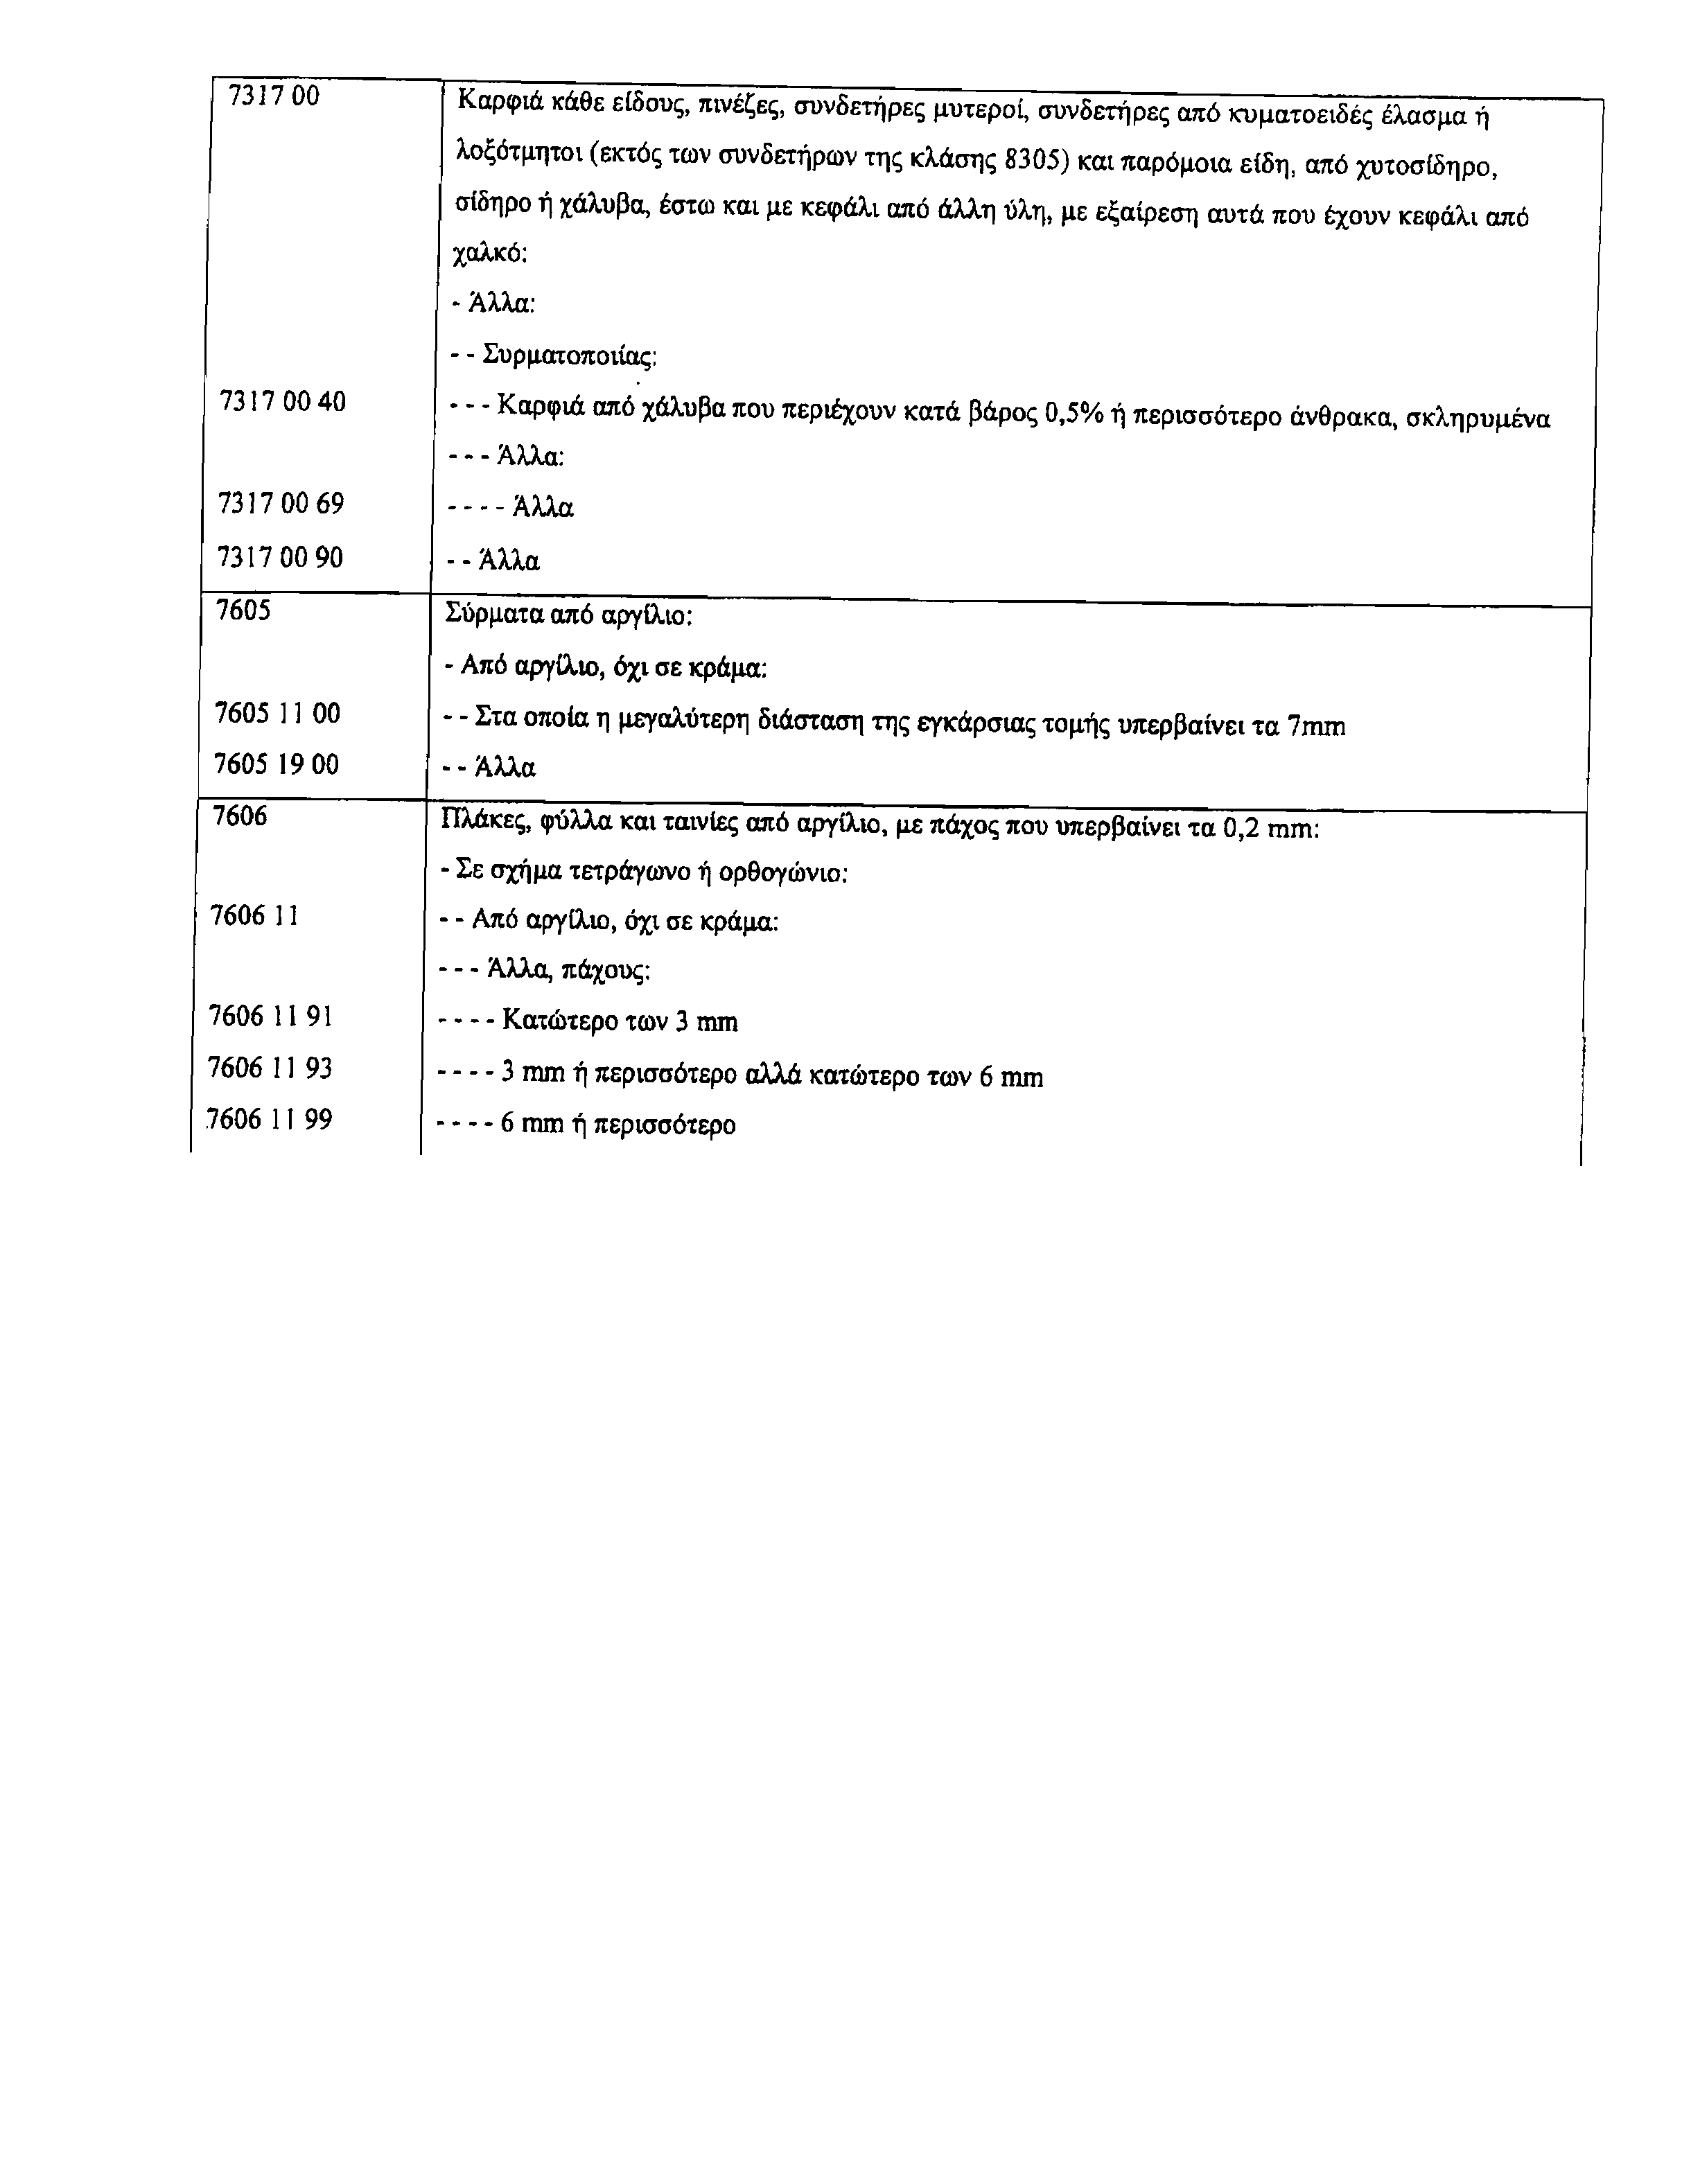 7317 00 Καρφιά κάθε είδους, πινέζες, συνδετήρες μυτεροί, συνδετήρες από κυματοειδές έλασμα ή
λοξότμητοι (εκτός των συνδετήρων της κλάσης 8305) και παρόμοια είδη, από χυτοσίδηρο,
σίδηρο ή χάλυβα, έστω και με κεφάλι από άλλη ύλη, με εξαίρεση αυτά που έχουν κεφάλι από
χαλκό:
- Άλλα:
- - Συρματοποιίας:
7317 00 40 - - - Καρφιά από χάλυβα που περιέχουν κατά βάρος 0,5% ή περισσότερο άνθρακα, σκληρυμένα
- - - Άλλα:
7317 00 69 - - - - Άλλα
7317 00 90 - - Άλλα
7605 Σύρματα από αργίλιο:
- Από αργίλιο, όχι σε κράμα:
7605 11 00 - - Στα οποία η μεγαλύτερη διάσταση της εγκάρσιας τομής υπερβαίνει τα 7mm
7605 19 00 - - Άλλα
7606 Πλάκες, φύλλα και ταινίες από αργίλιο, με πάχος που υπερβαίνει τα 0,2 mm:
- Σε σχήμα τετράγωνο ή ορθογώνιο:
7606 11 - - Από αργίλιο, όχι σε κράμα:
- - - Άλλα, πάχους:
7606 11 91 - - - - Κατώτερο των 3 mm
7606 11 93 - - - - 3 mm ή περισσότερο αλλά κατώτερο των 6 mm
7606 11 99 - - - - 6 mm ή περισσότερο